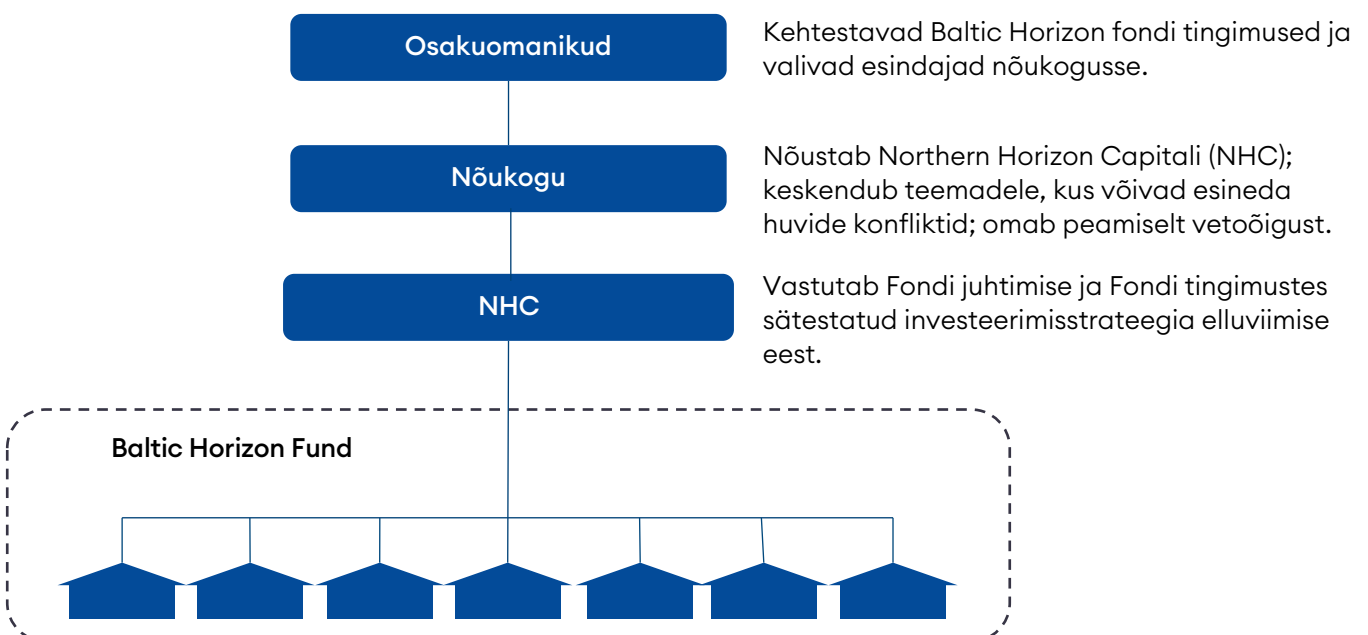 Osakuomanikud
Kehtestavad Baltic Horizon fondi tingimused ja
valivad esindajad nõukogusse.
Nõukogu
Nõustab Northern Horizon Capitali (NHC);
keskendub teemadele, kus võivad esineda
huvide konfliktid; omab peamiselt vetoõigust.
NHC
Vastutab Fondi juhtimise ja Fondi tingimustes
sätestatud investeerimisstrateegia elluviimise
eest.
Baltic Horizon Fund